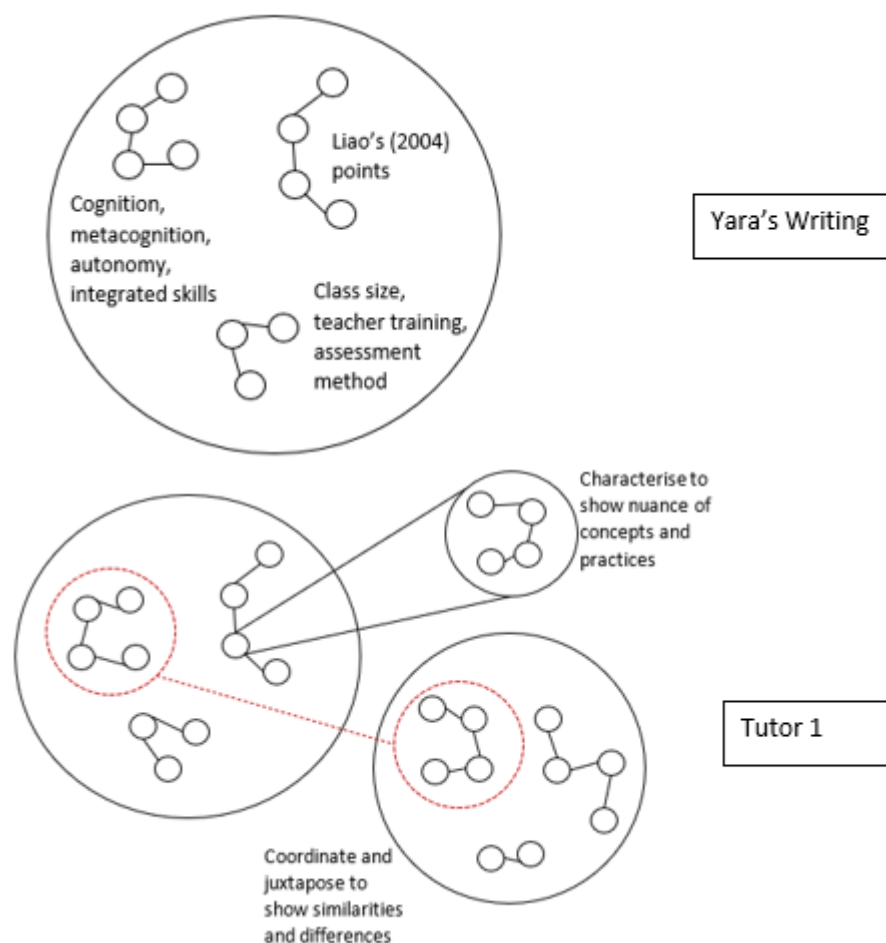 Liao's (2004)
points
Cognition,
metacognition,
autonomy,
integrated skills
Class size,
teacher training,
assessment
method
Yara's Writing
Characterise to
show nuance of
concepts and
practices
Tutor 1
Coordinate and
juxtapose to
show similarities
and differences